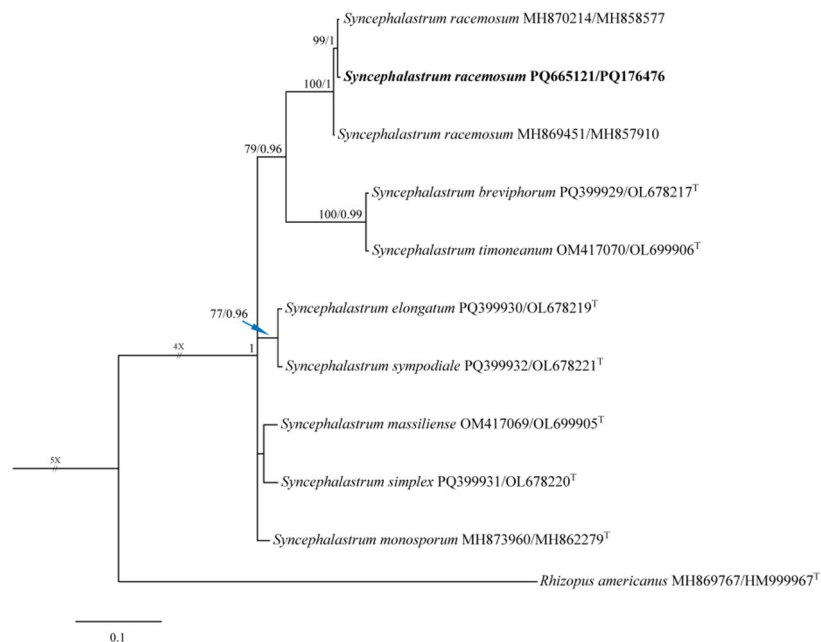 Syncephalastrum racemosum MH870214/MH858577
99/1
Syncephalastrum racemosum PQ665121/PQ176476
100/1
Syncephalastrum racemosum MH869451/MH857910
79/0.96
Syncephalastrum breviphorum PQ399929/OL678217T
100/0.99
Syncephalastrum timoneanum OM417070/OL699906T
Syncephalastrum elongatum PQ399930/OL678219T
77/0.96
4X
1
Syncephalastrum sympodiale PQ399932/OL678221T
Syncephalastrum massiliense OM417069/OL699905T
5X
Syncephalastrum simplex PQ399931/OL678220T
Syncephalastrum monosporum MH873960/MH862279T
Rhizopus americanus MH869767/HM999967T
0.1